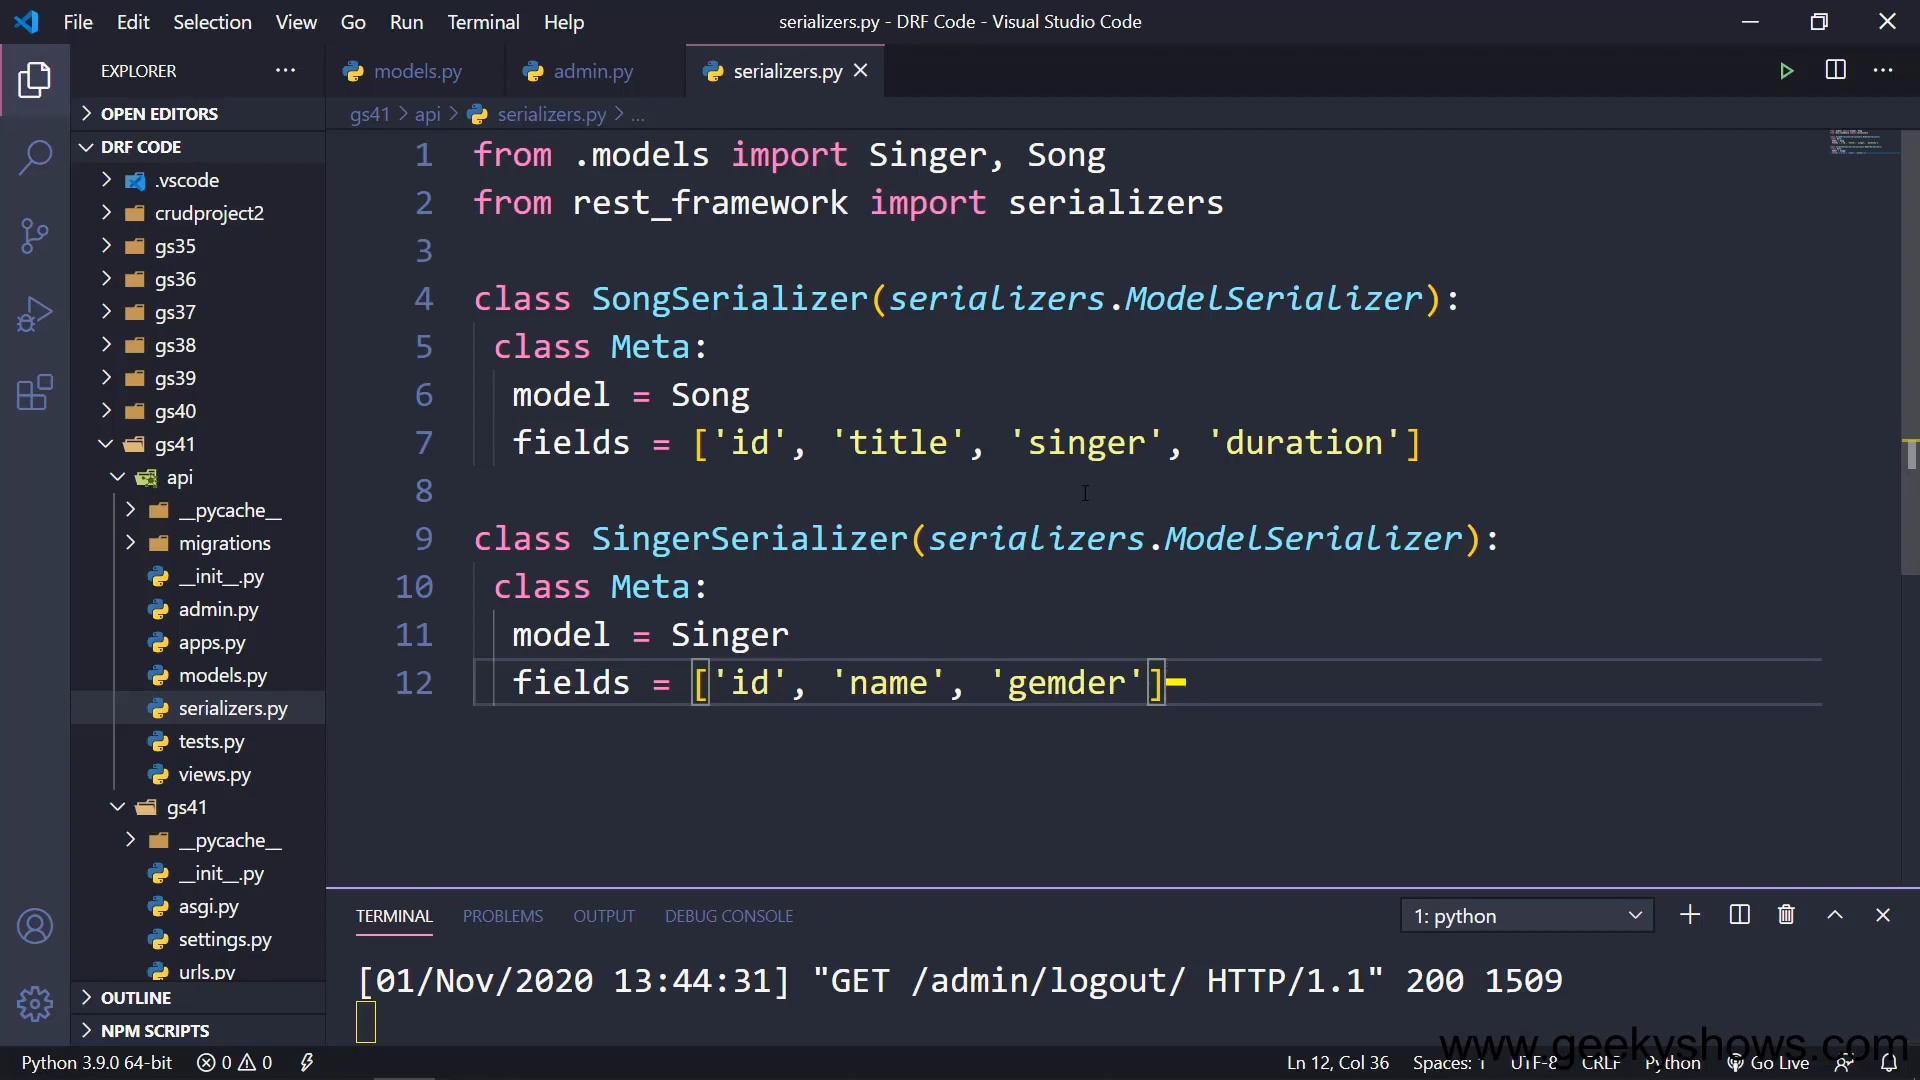 File Edit Selection View Go Run Terminal Help
serializers.py - DRF Code - Visual Studio Code
EXPLORER
models.py
admin.py
serializers.py
OPEN EDITORS
gs41 > api > serializers.py > ...
DRF CODE
.vscode
crudproject2
gs35
gs36
gs37
gs38
gs39
gs40
gs41
api
__pycache__
migrations
__init__.py
admin.py
apps.py
models.py
serializers.py
tests.py
views.py
gs41
__pycache__
__init__.py
asgi.py
settings.py
urls.py
OUTLINE
NPM SCRIPTS
1 from .models import Singer, Song
2 from rest_framework import serializers
3
4 class SongSerializer(serializers.ModelSerializer):
5 class Meta:
6 model = Song
7 fields = ['id', 'title', 'singer', 'duration']
8
9 class SingerSerializer(serializers.ModelSerializer):
10 class Meta:
11 model = Singer
12 fields = ['id', 'name', 'gemder']
TERMINAL PROBLEMS OUTPUT DEBUG CONSOLE
1: python
[01/Nov/2020 13:44:31] "GET /admin/logout/ HTTP/1.1" 200 1509
www.geekyshows.com
Python 3.9.0 64-bit 0 0 Ln 12, Col 36 Spaces: 1 UTF-8 CRLF Python Go Live